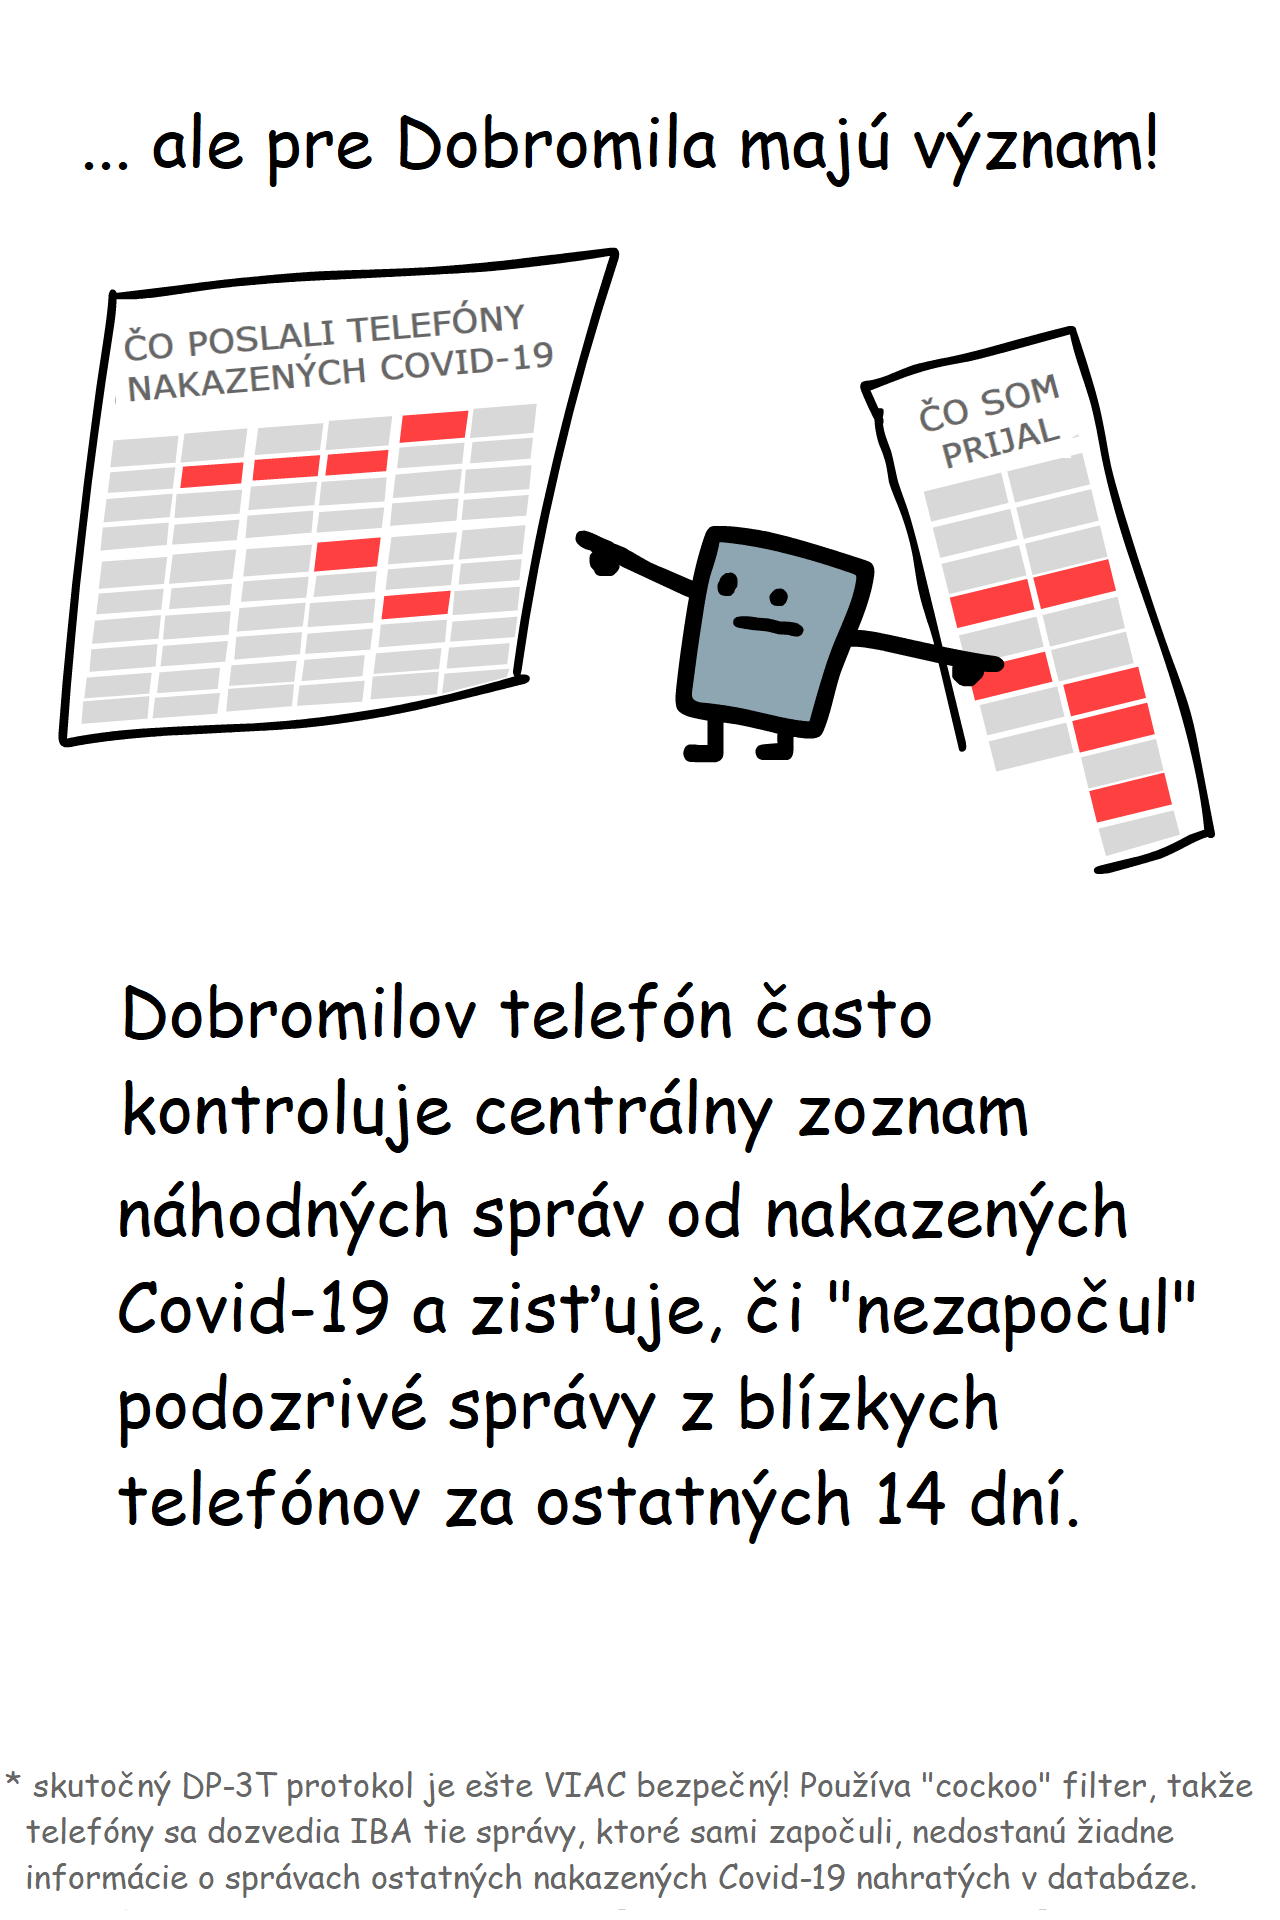 ... ale pre Dobromila majú význam!
ČO POSLALI TELEFÓNY
NAKAZENÝCH COVID-19
ČO SOM
PRIJAL
Dobromilov telefón často
kontroluje centrálny zoznam
náhodných správ od nakazených
Covid-19 a zisťuje, či "nezapočul"
podozrivé správy z blízkych
telefónov za ostatných 14 dní.
* skutočný DP-3T protokol je ešte VIAC bezpečný! Používa "cockoo" filter, takže
telefóny sa dozvedia IBA tie správy, ktoré sami započuli, nedostanú žiadne
informácie o správach ostatných nakazených Covid-19 nahratých v databáze.